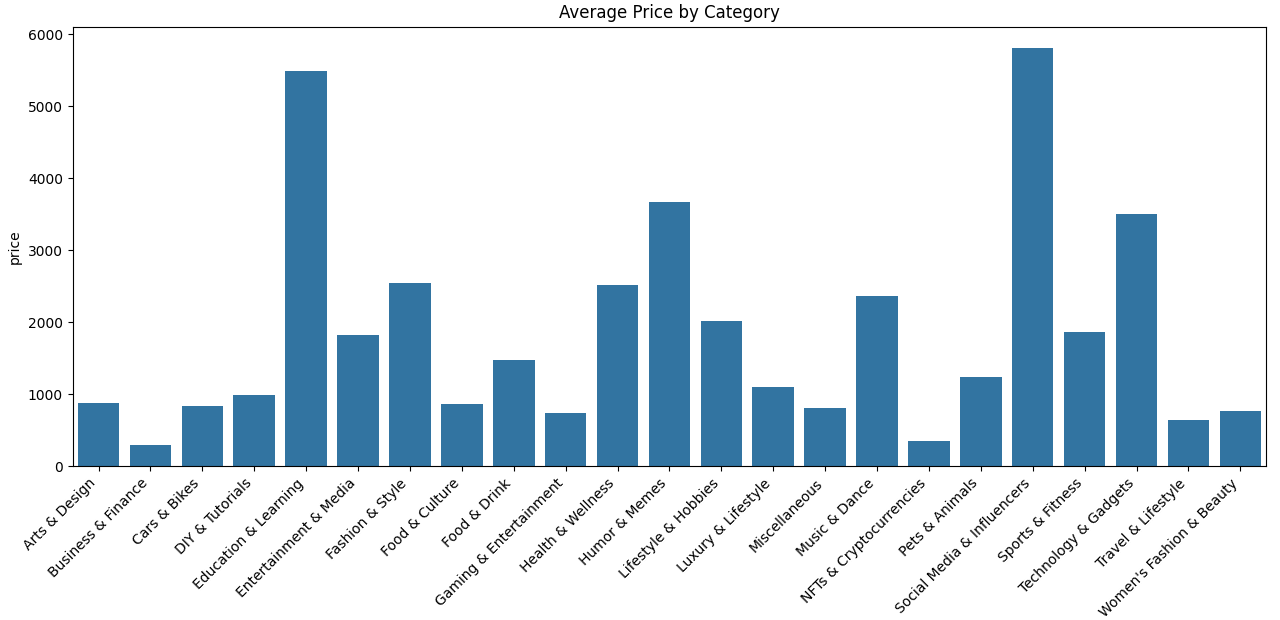 Average Price by Category
price
6000
5000
4000
3000
2000
1000
0
Arts & Design
Business & Finance
Cars & Bikes
DIY & Tutorials
Education & Learning
Entertainment & Media
Fashion & Style
Food & Culture
Food & Drink
Gaming & Entertainment
Health & Wellness
Humor & Memes
Lifestyle & Hobbies
Luxury & Lifestyle
Miscellaneous
Music & Dance
NFTs & Cryptocurrencies
Pets & Animals
Social Media & Influencers
Sports & Fitness
Technology & Gadgets
Travel & Lifestyle
Women's Fashion & Beauty